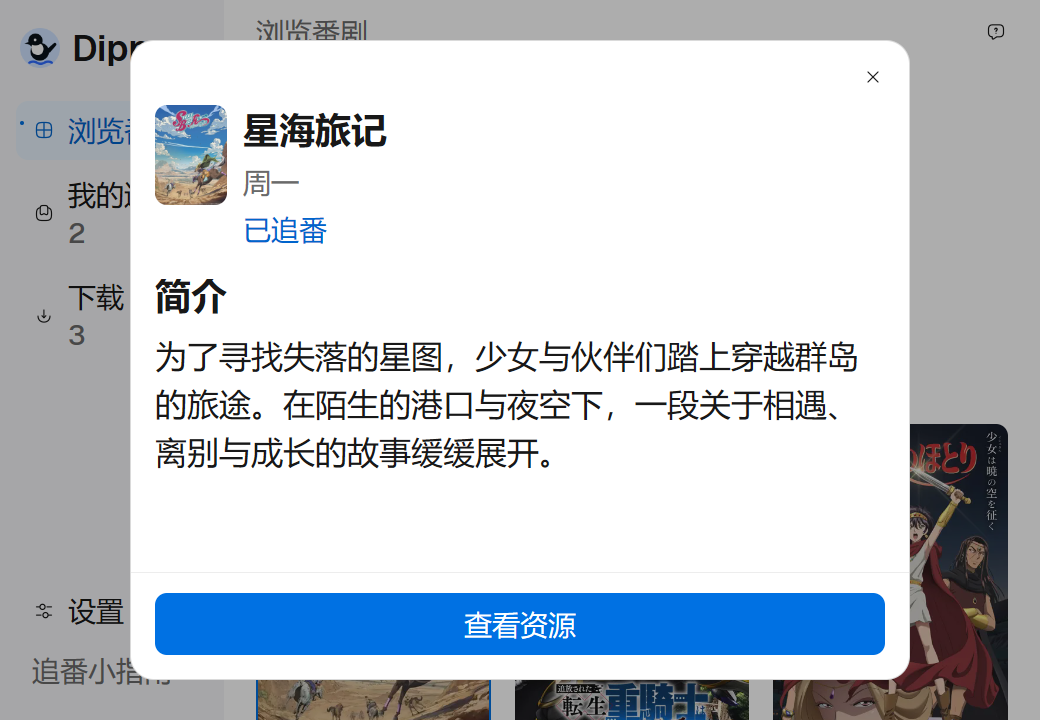 浏览番剧
浏览
我的
2
下载
3
设置
追番小指南
星海旅记
周一
已追番
简介
为了寻找失落的星图，少女与伙伴们踏上穿越群岛
的旅途。在陌生的港口与夜空下，一段关于相遇、
离别与成长的故事缓缓展开。
查看资源
ほとり
少女は暁の空を征く
追放された
転生重騎士